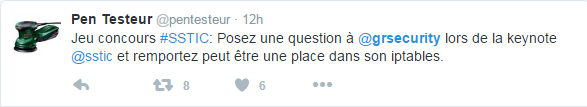 Pen Testeur @pentesteur · 12h
Jeu concours #SSTIC: Posez une question à @grsecurity lors de la keynote
@sstic et remportez peut être une place dans son iptables.
8 6